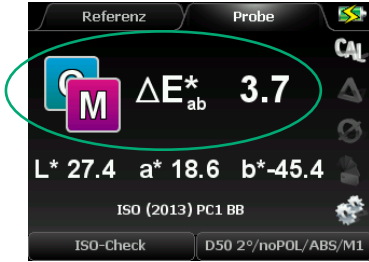 Referenz Probe
CAL
C M ΔE*ab 3.7
L* 27.4 a* 18.6 b*-45.4
ISO (2013) PC1 BB
ISO-Check D50 2°/noPOL/ABS/M1